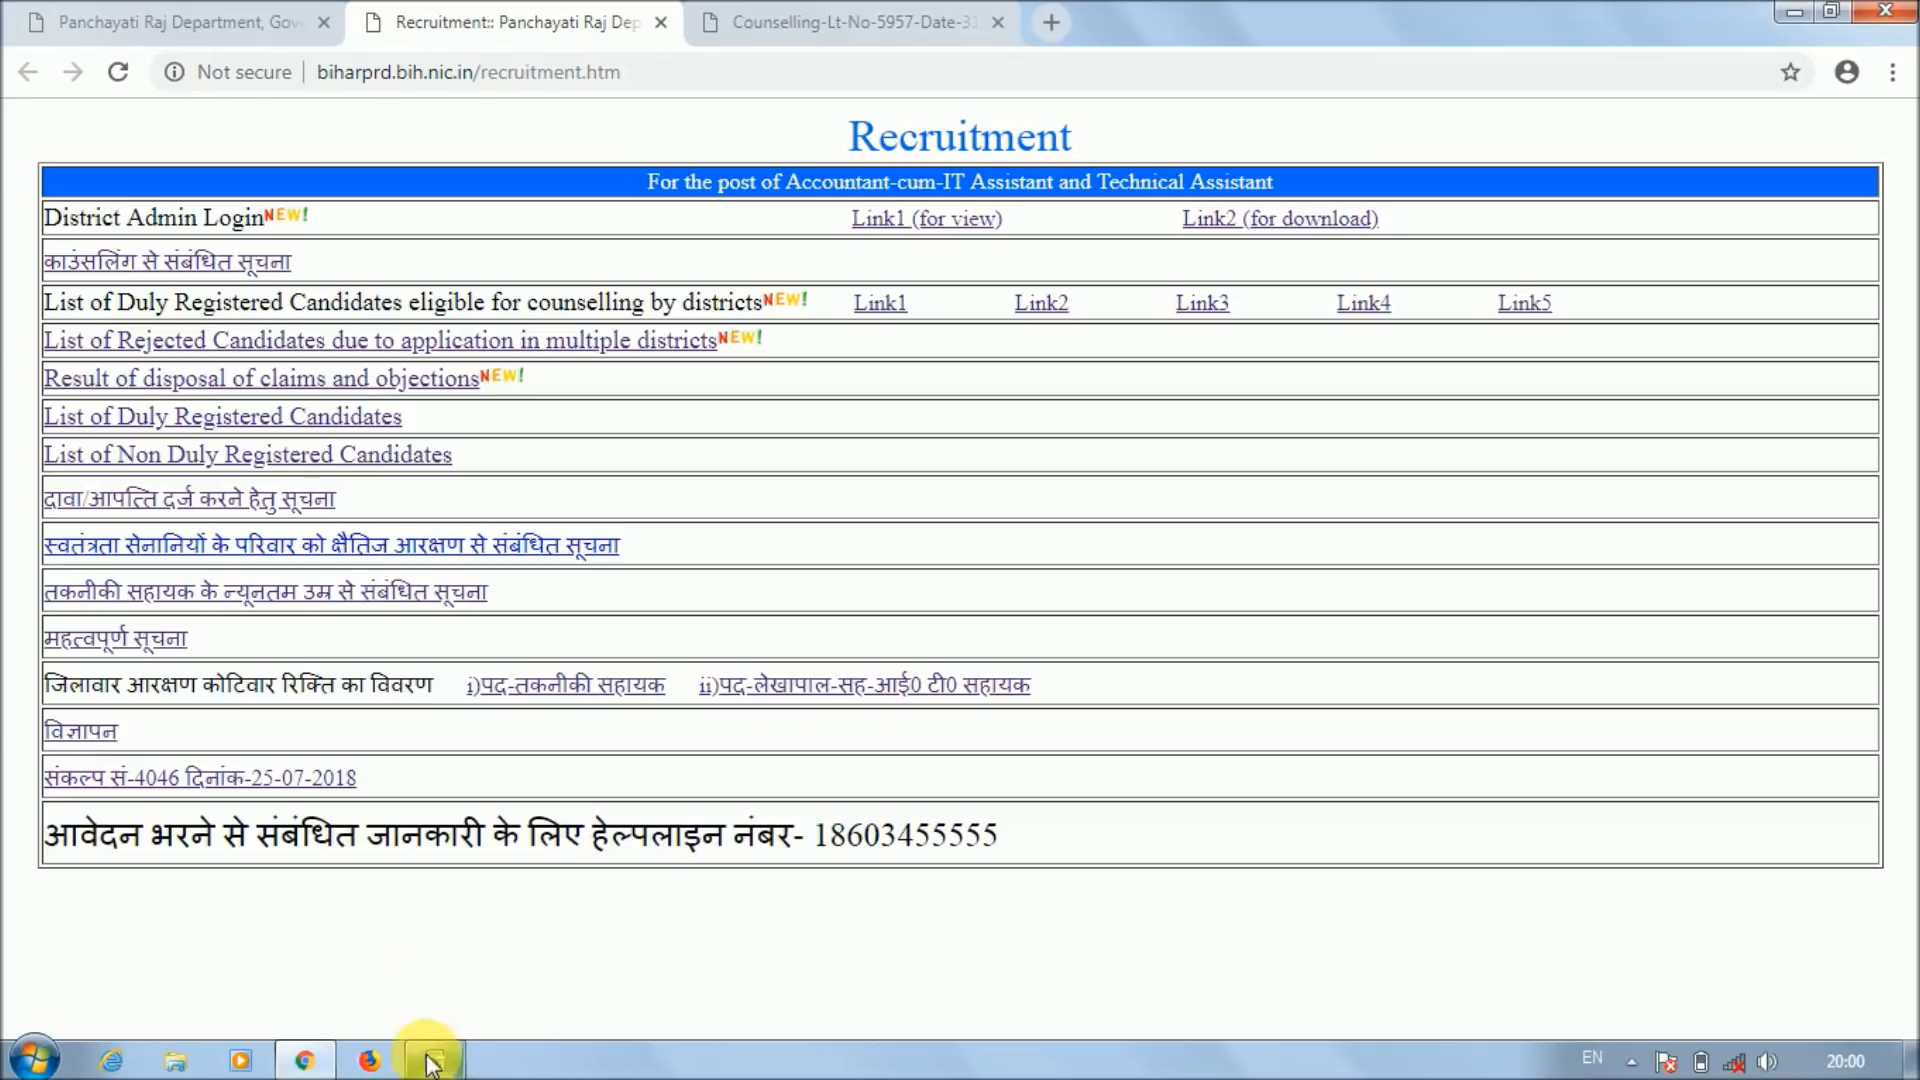 Panchayati Raj Department, Gov
Recruitment:: Panchayati Raj Dep
Counselling-Lt-No-5957-Date-31
Not secure
biharprd.bih.nic.in/recruitment.htm
Recruitment
For the post of Accountant-cum-IT Assistant and Technical Assistant
District Admin Login NEW! Link1 (for view) Link2 (for download)
काउंसलिंग से संबंधित सूचना
List of Duly Registered Candidates eligible for counselling by districts NEW! Link1 Link2 Link3 Link4 Link5
List of Rejected Candidates due to application in multiple districts NEW!
Result of disposal of claims and objections NEW!
List of Duly Registered Candidates
List of Non Duly Registered Candidates
दावा/आपत्ति दर्ज करने हेतु सूचना
स्वतंत्रता सेनानियों के परिवार को क्षैतिज आरक्षण से संबंधित सूचना
तकनीकी सहायक के न्यूनतम उम्र से संबंधित सूचना
महत्वपूर्ण सूचना
जिलावार आरक्षण कोटिवार रिक्ति का विवरण i)पद-तकनीकी सहायक ii)पद-लेखापाल-सह-आई0 टी0 सहायक
विज्ञापन
संकल्प सं-4046 दिनांक-25-07-2018
आवेदन भरने से संबंधित जानकारी के लिए हेल्पलाइन नंबर- 18603455555
EN
20:00